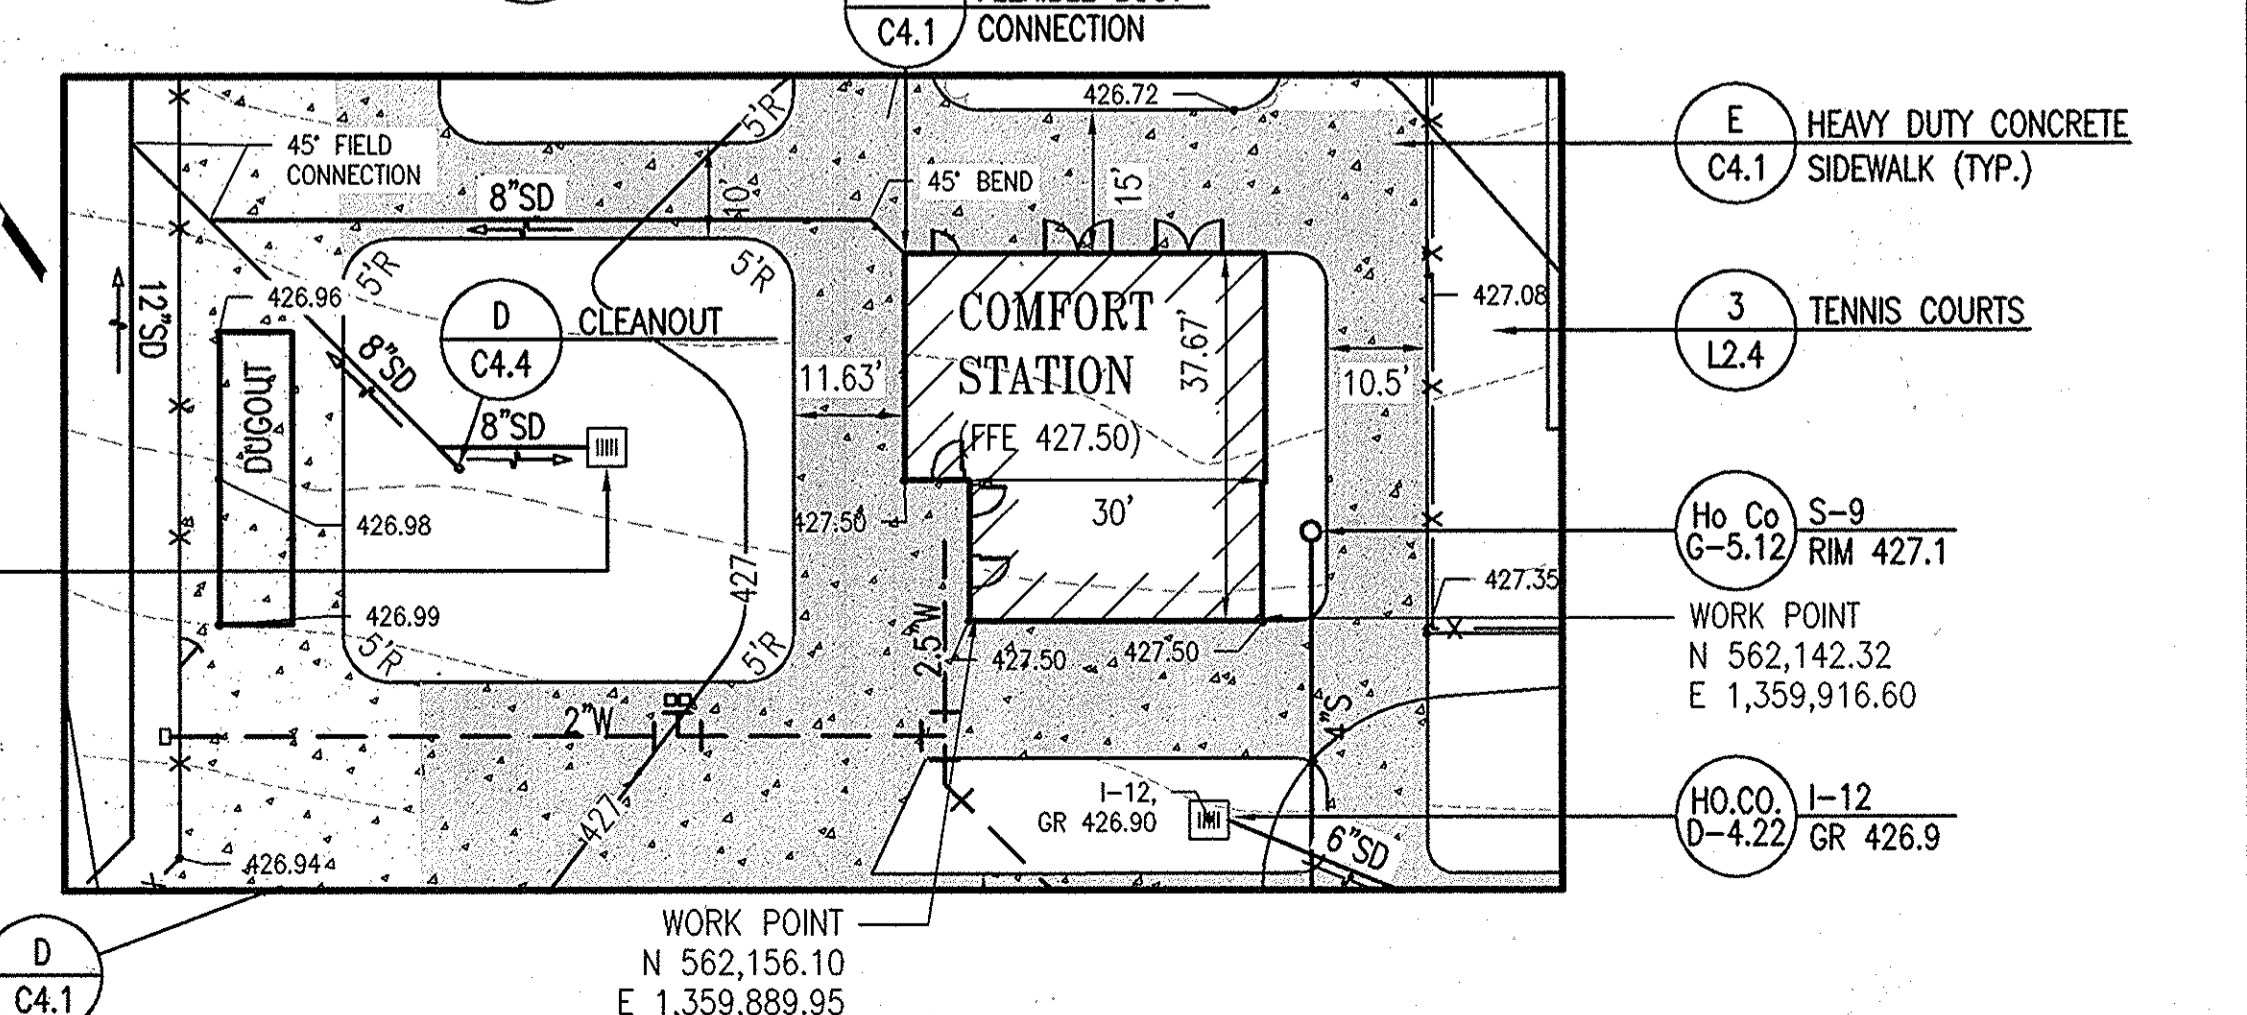 C4.1
CONNECTION
426.72
5'R
E
C4.1
HEAVY DUTY CONCRETE
SIDEWALK (TYP.)
45° FIELD
CONNECTION
8"SD
10'
45° BEND
15'
12"SD
426.96
5'R
5'R
D
C4.4
CLEANOUT
COMFORT
STATION
(FFE 427.50)
37.67'
427.08
3
L2.4
TENNIS COURTS
8"SD
11.63'
10.5'
DUGOUT
8"SD
426.98
427.50
30'
Ho Co
G-5.12
S-9
RIM 427.1
427
427.35
426.99
2.5"W
WORK POINT
N 562,142.32
E 1,359,916.60
5'R
5'R
427.50
427.50
2"W
4"S
427
I-12,
GR 426.90
6"SD
HO.CO.
D-4.22
I-12
GR 426.9
426.94
D
C4.1
WORK POINT
N 562,156.10
E 1,359,889.95